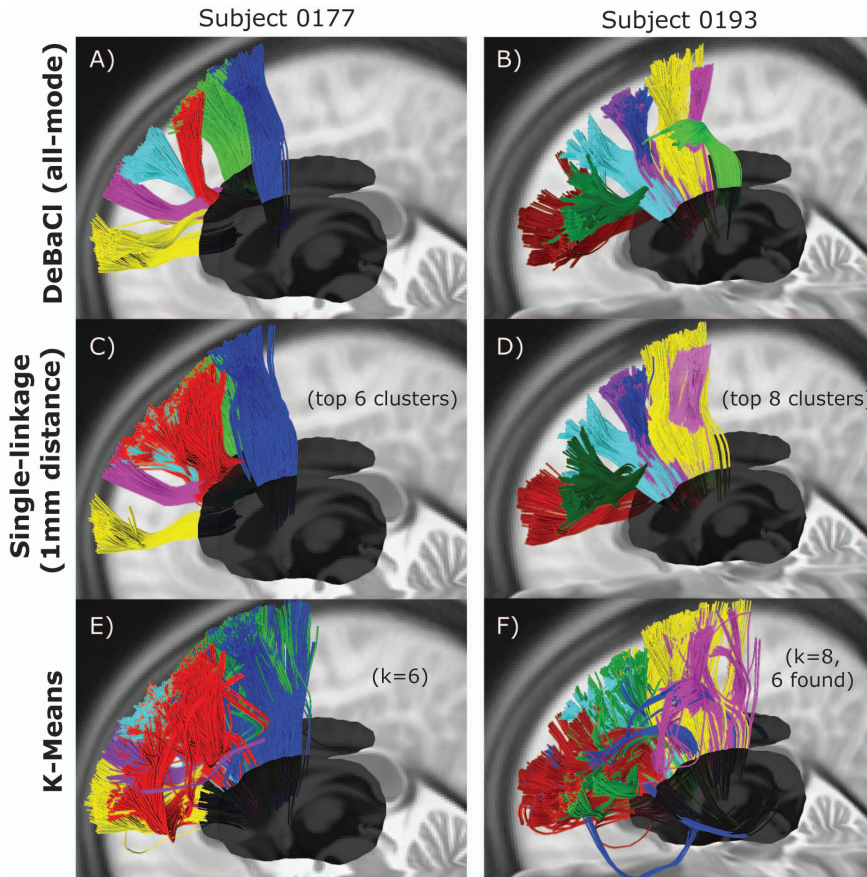 Subject 0177
Subject 0193
DeBaCl (all-mode)
A)
B)
Single-linkage
(1mm distance)
C)
(top 6 clusters)
D)
(top 8 clusters)
K-Means
E)
(k=6)
F)
(k=8,
6 found)